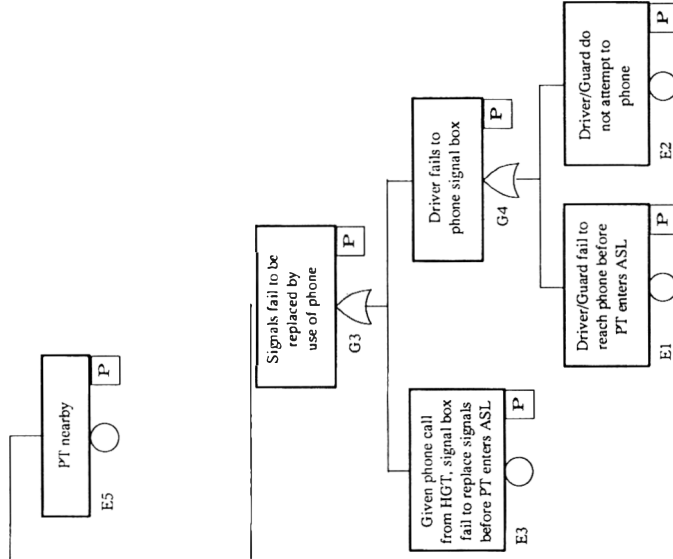 PT nearby
P
E5
Signals fail to be
replaced by
use of phone
P
G3
Driver fails to
phone signal box
P
G4
Given phone call
from HGT, signal box
fail to replace signals
before PT enters ASL
P
E3
Driver/Guard fail to
reach phone before
PT enters ASL
P
E1
Driver/Guard do
not attempt to
phone
P
E2